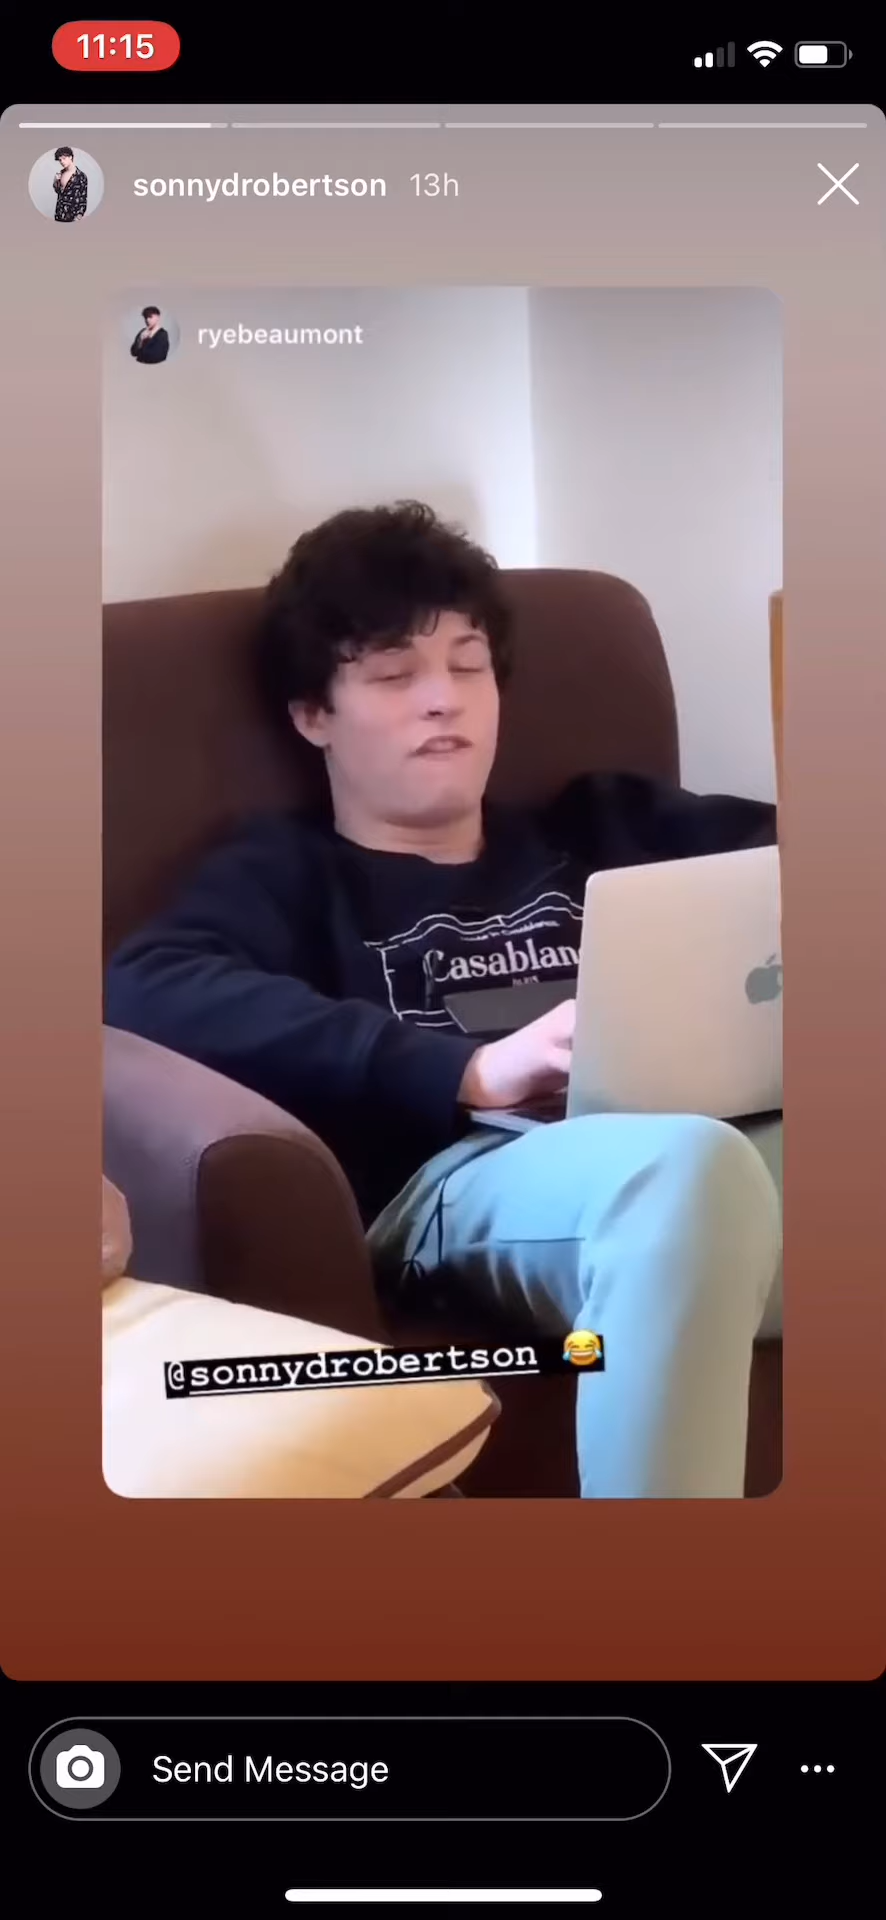 11:15
sonnydrobertson 13h
ryebeaumont
Casablan
@sonnydrobertson 😂
Send Message